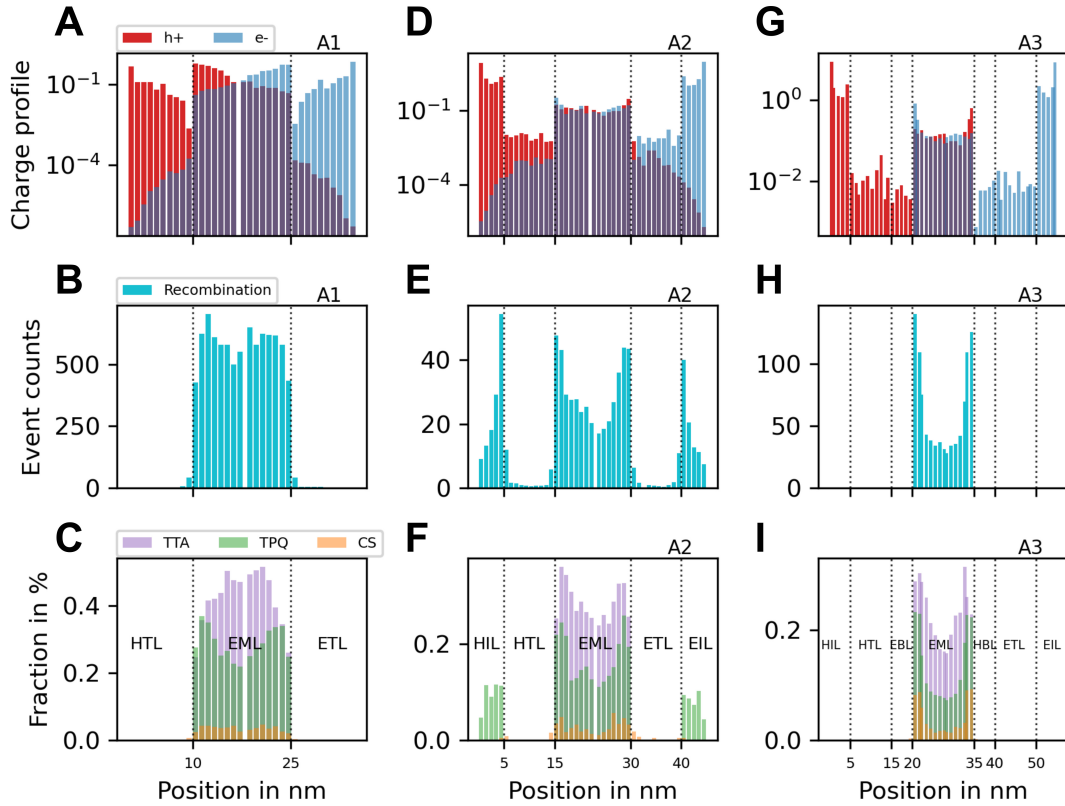 A
D
G
h+ e-
A1
A2
A3
Charge profile
10⁻¹
10⁻⁴
10⁻¹
10⁻⁴
10⁰
10⁻²
B
E
H
Recombination
A1
A2
A3
Event counts
500
250
0
40
20
0
100
50
0
C
F
I
TTA TPQ CS
A2
A3
Fraction in %
0.4
0.2
0.0
HTL EML ETL
0.2
0.0
HIL HTL EML ETL EIL
0.2
0.0
HIL HTL EBL EML HBL ETL EIL
10 25
5 15 30 40
5 15 20 35 40 50
Position in nm
Position in nm
Position in nm